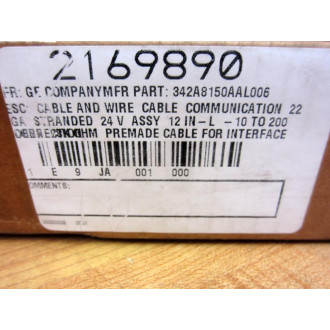 2169890
FR: GE COMPANYMFR PART: 342A8150AAL006
ESC: CABLE AND WIRE CABLE COMMUNICATION 22
GA STRANDED 24 V ASSY 12 IN-L -10 TO 200
PREMADE CABLE FOR INTERFACE
1 E 9 JA 001 000
COMMENTS: